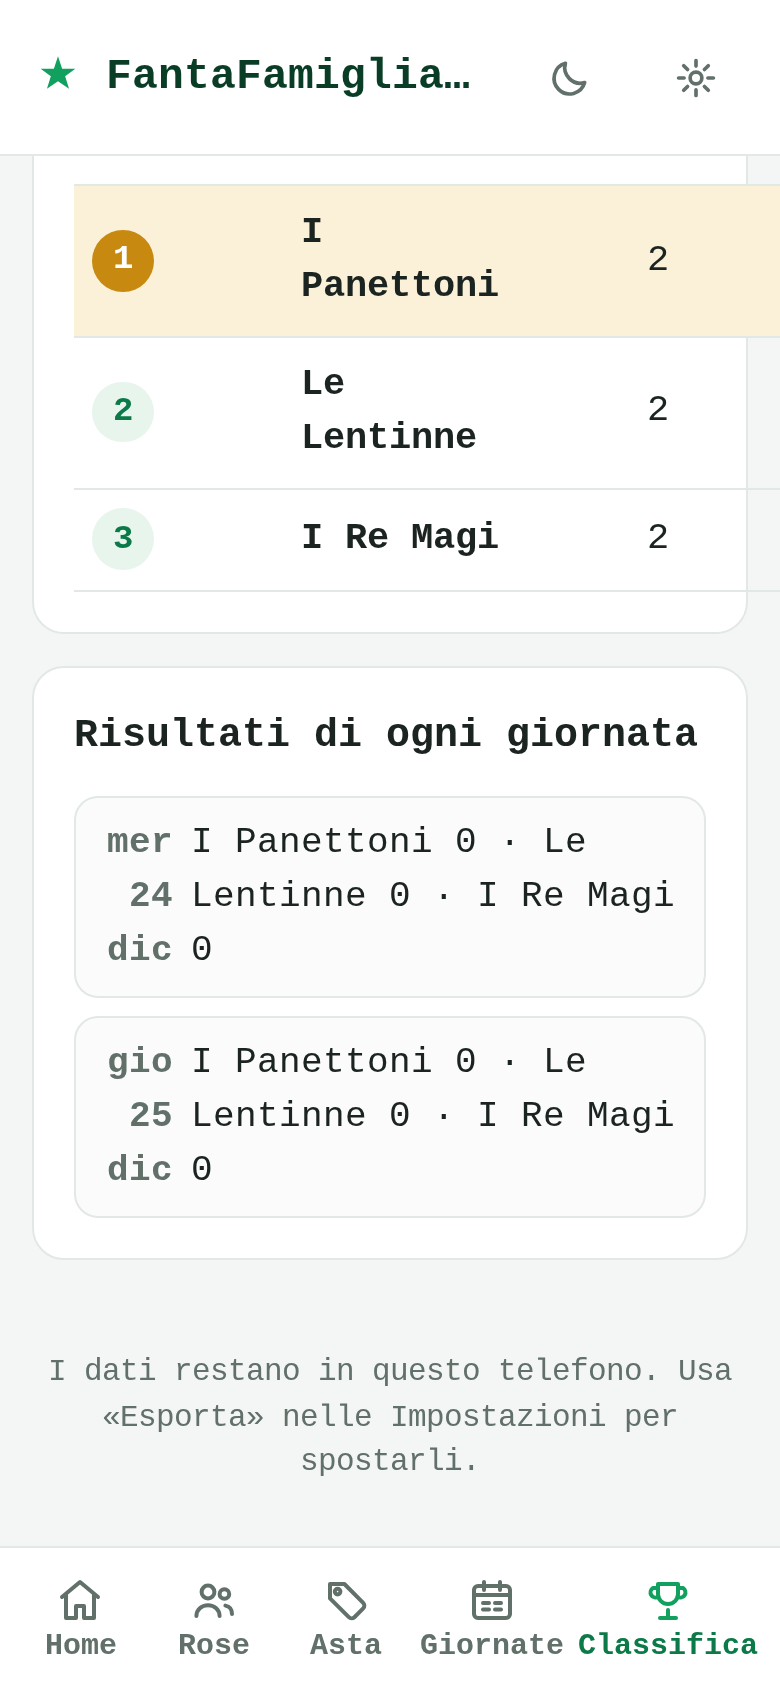 ★ FantaFamiglia…
1 I Panettoni 2
2 Le Lentinne 2
3 I Re Magi 2
Risultati di ogni giornata
mer I Panettoni 0 · Le
24 Lentinne 0 · I Re Magi
dic 0
gio I Panettoni 0 · Le
25 Lentinne 0 · I Re Magi
dic 0
I dati restano in questo telefono. Usa
«Esporta» nelle Impostazioni per
spostarli.
Home Rose Asta Giornate Classifica